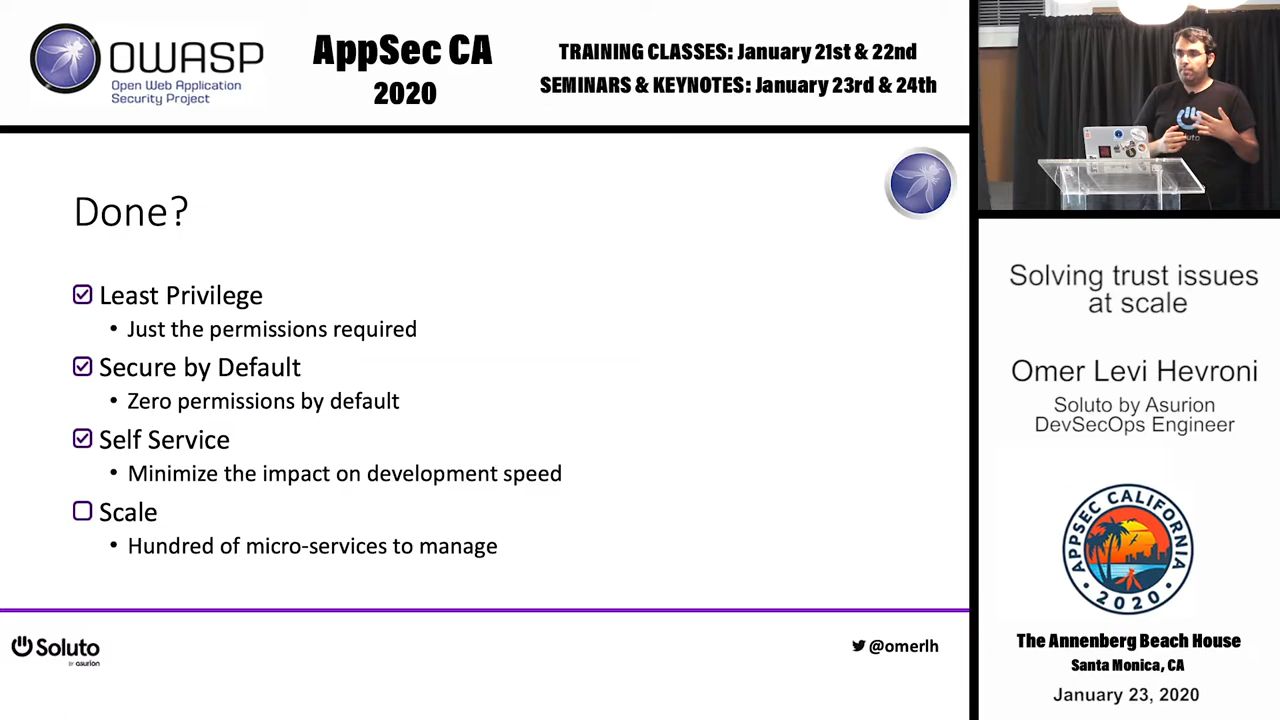 OWASP
Open Web Application
Security Project
AppSec CA
2020
TRAINING CLASSES: January 21st & 22nd
SEMINARS & KEYNOTES: January 23rd & 24th
Done?
Least Privilege
• Just the permissions required
Secure by Default
• Zero permissions by default
Self Service
• Minimize the impact on development speed
Scale
• Hundred of micro-services to manage
Soluto
BY asurion
@omerlh
Soluto
Solving trust issues
at scale
Omer Levi Hevroni
Soluto by Asurion
DevSecOps Engineer
APPSEC CALIFORNIA
• 2020 •
The Annenberg Beach House
Santa Monica, CA
January 23, 2020